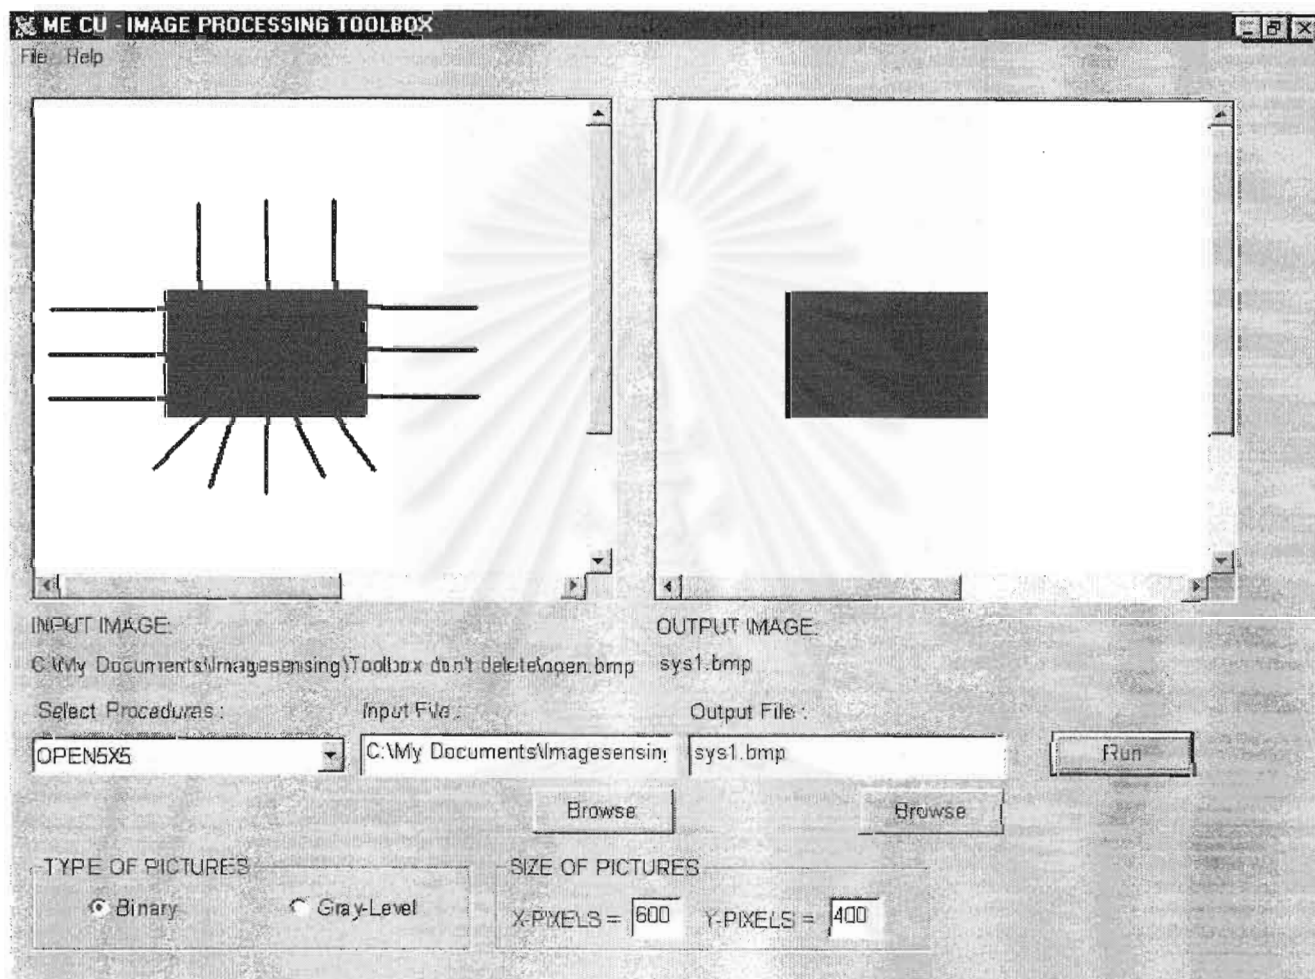 ME CU - IMAGE PROCESSING TOOLBOX
File Help
INPUT IMAGE:
OUTPUT IMAGE:
C:\My Documents\Imagesensing\Toolbox don't delete\open.bmp
sys1.bmp
Select Procedures :
Input File :
Output File :
OPEN5X5
C:\My Documents\Imagesensing
sys1.bmp
Run
Browse
Browse
TYPE OF PICTURES
SIZE OF PICTURES
Binary
Gray-Level
X-PIXELS = 600
Y-PIXELS = 400